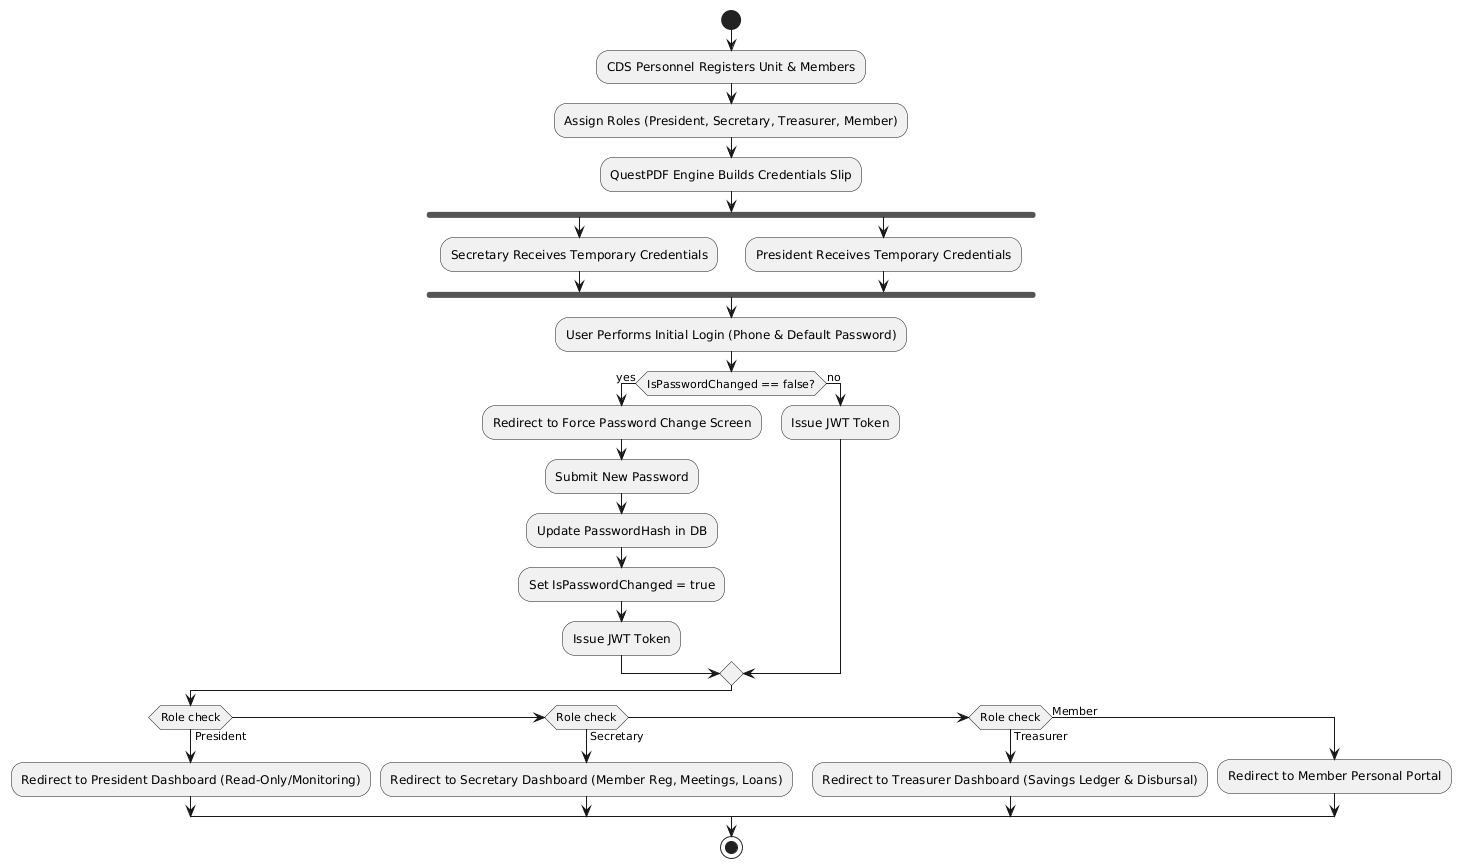 CDS Personnel Registers Unit & Members
Assign Roles (President, Secretary, Treasurer, Member)
QuestPDF Engine Builds Credentials Slip
Secretary Receives Temporary Credentials
President Receives Temporary Credentials
User Performs Initial Login (Phone & Default Password)
yes
IsPasswordChanged == false?
no
Redirect to Force Password Change Screen
Issue JWT Token
Submit New Password
Update PasswordHash in DB
Set IsPasswordChanged = true
Issue JWT Token
Role check
President
Role check
Secretary
Role check
Treasurer
Member
Redirect to President Dashboard (Read-Only/Monitoring)
Redirect to Secretary Dashboard (Member Reg, Meetings, Loans)
Redirect to Treasurer Dashboard (Savings Ledger & Disbursal)
Redirect to Member Personal Portal